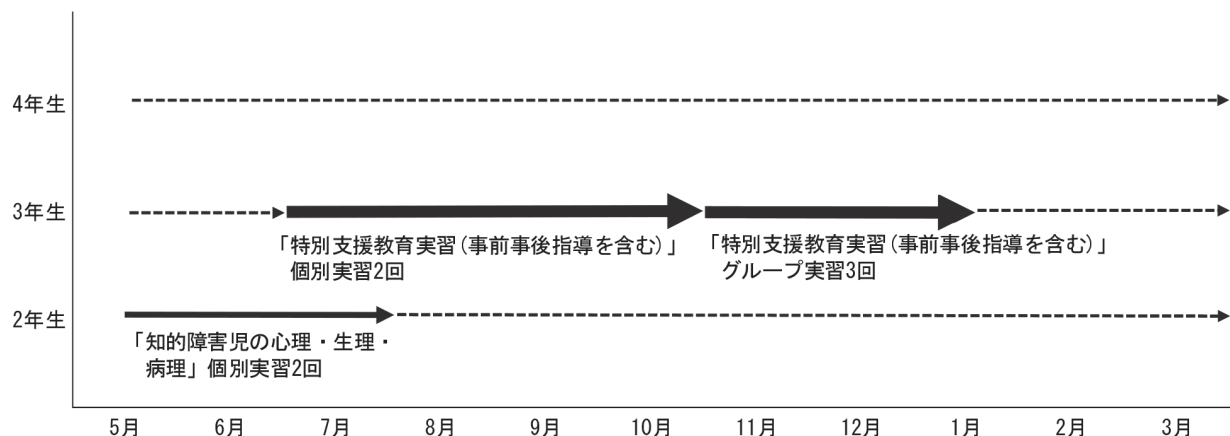 4年生
3年生
「特別支援教育実習(事前事後指導を含む)」
個別実習2回
「特別支援教育実習(事前事後指導を含む)」
グループ実習3回
2年生
「知的障害児の心理・生理・
病理」個別実習2回
5月 6月 7月 8月 9月 10月 11月 12月 1月 2月 3月